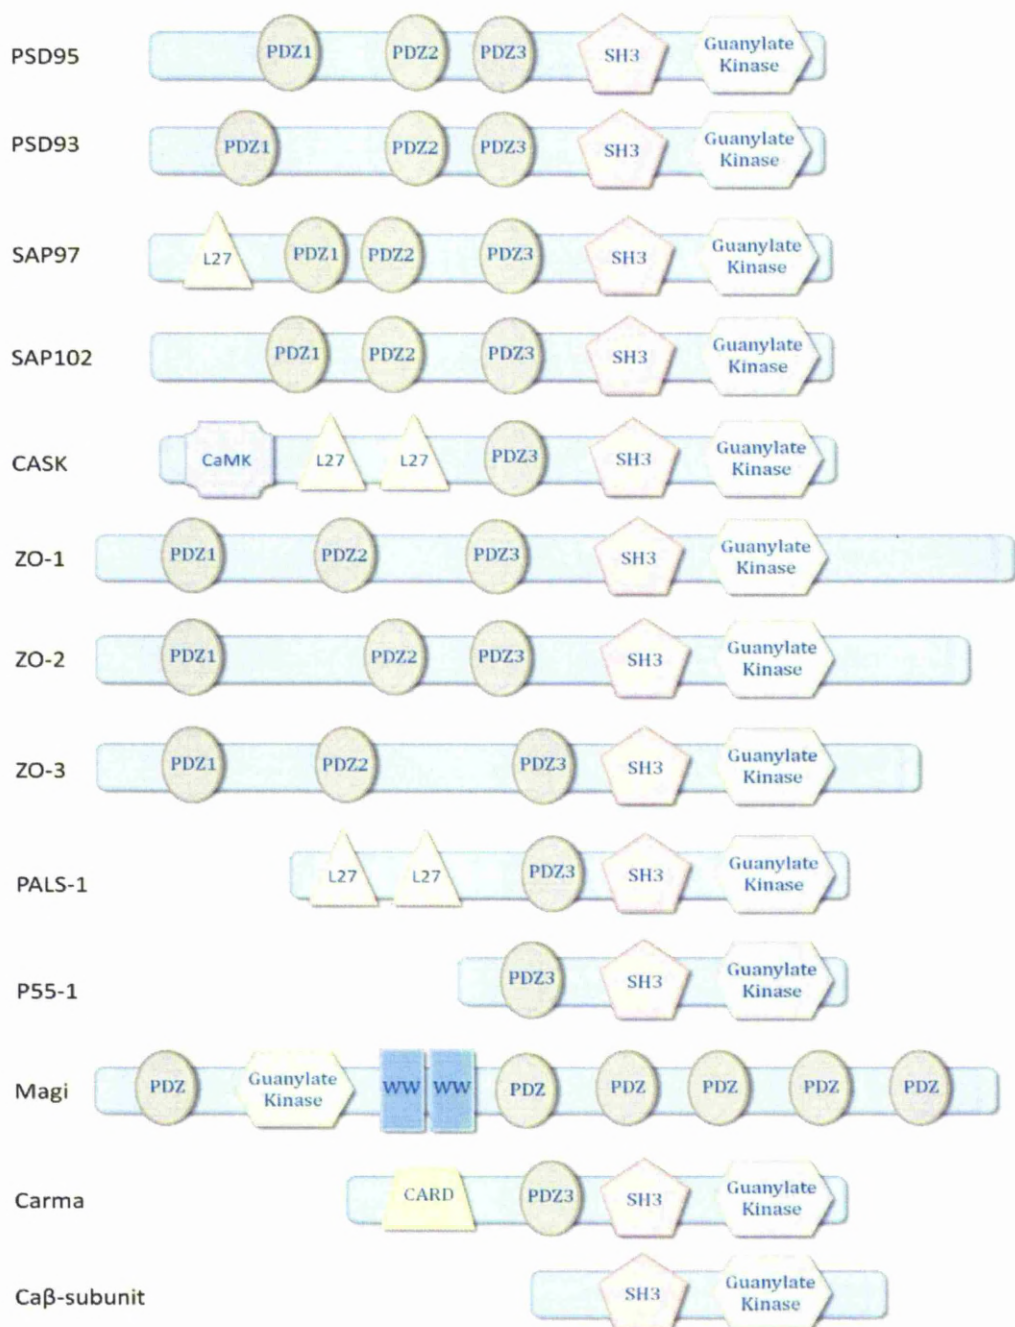 PSD95 PDZ1 PDZ2 PDZ3 SH3 Guanylate
Kinase
PSD93 PDZ1 PDZ2 PDZ3 SH3 Guanylate
Kinase
SAP97 L27 PDZ1 PDZ2 PDZ3 SH3 Guanylate
Kinase
SAP102 PDZ1 PDZ2 PDZ3 SH3 Guanylate
Kinase
CASK CaMK L27 L27 PDZ3 SH3 Guanylate
Kinase
ZO-1 PDZ1 PDZ2 PDZ3 SH3 Guanylate
Kinase
ZO-2 PDZ1 PDZ2 PDZ3 SH3 Guanylate
Kinase
ZO-3 PDZ1 PDZ2 PDZ3 SH3 Guanylate
Kinase
PALS-1 L27 L27 PDZ3 SH3 Guanylate
Kinase
P55-1 PDZ3 SH3 Guanylate
Kinase
Magi PDZ Guanylate
Kinase WW WW PDZ PDZ PDZ PDZ PDZ
Carma CARD PDZ3 SH3 Guanylate
Kinase
Caβ-subunit SH3 Guanylate
Kinase